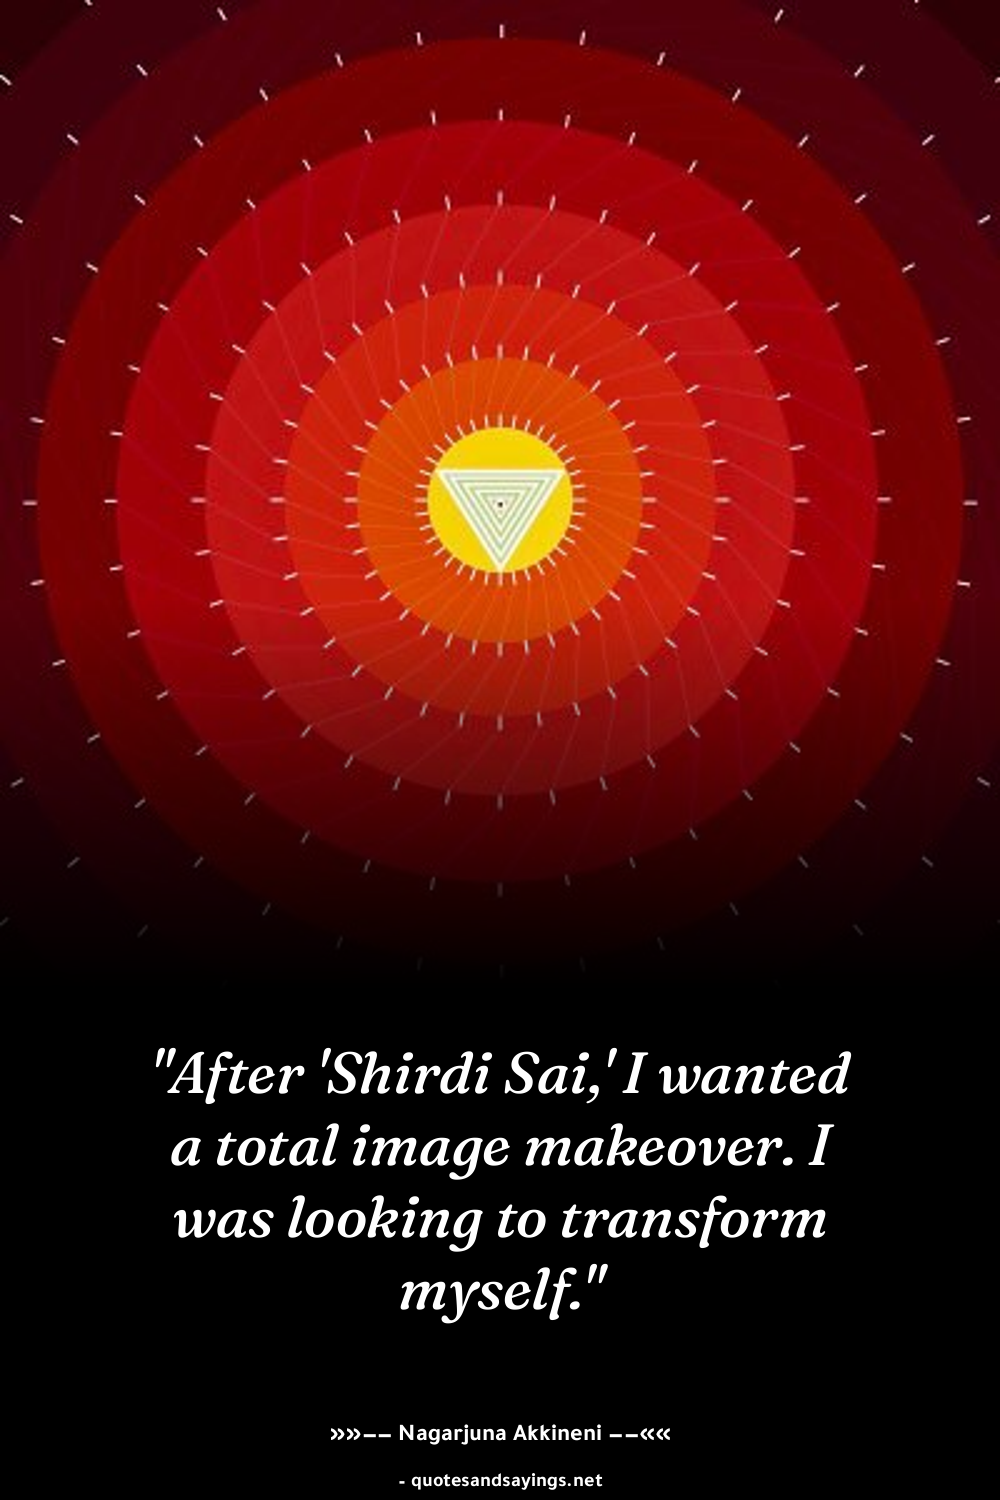 "After 'Shirdi Sai,' I wanted
a total image makeover. I
was looking to transform
myself."
»»−− Nagarjuna Akkineni −−««
- quotesandsayings.net